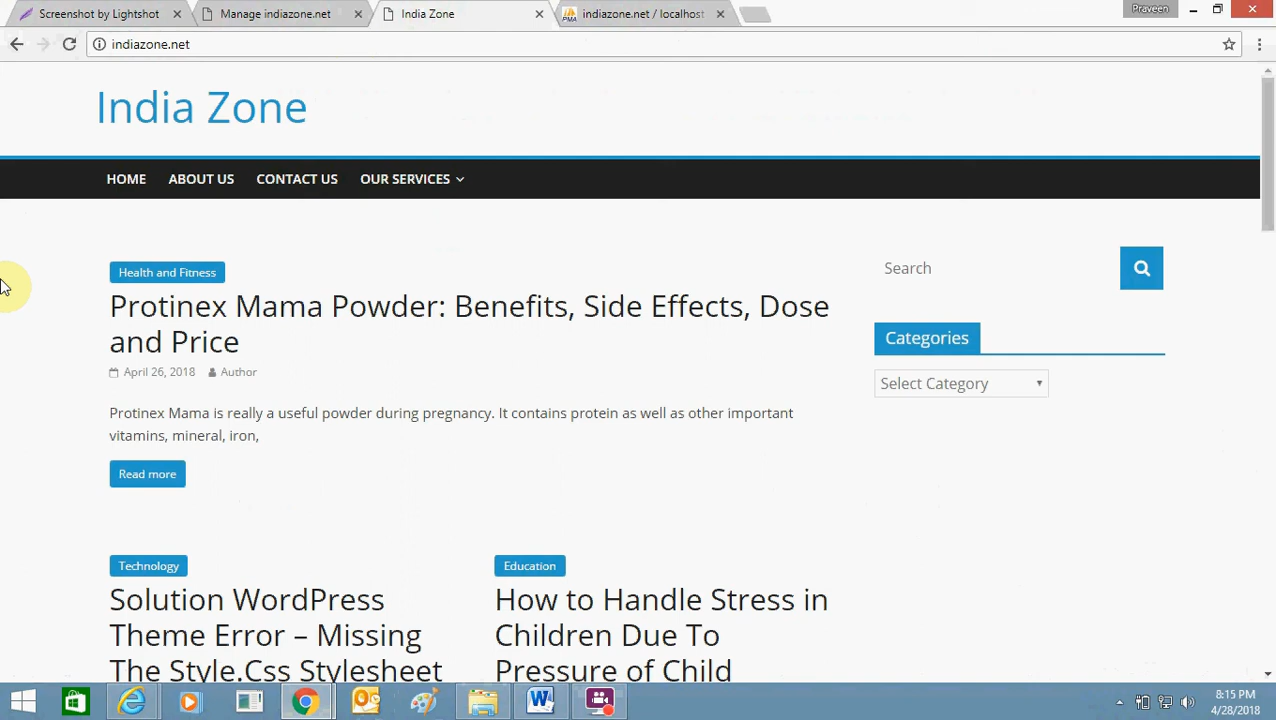 Screenshot by Lightshot
Manage indiazone.net
India Zone
indiazone.net / localhost
Praveen
indiazone.net
India Zone
HOME
ABOUT US
CONTACT US
OUR SERVICES
Health and Fitness
Search
Protinex Mama Powder: Benefits, Side Effects, Dose
and Price
Categories
April 26, 2018
Author
Select Category
Protinex Mama is really a useful powder during pregnancy. It contains protein as well as other important
vitamins, mineral, iron,
Read more
Technology
Solution WordPress
Theme Error – Missing
The Style.Css Stylesheet
Education
How to Handle Stress in
Children Due To
Pressure of Child
8:15 PM
4/28/2018